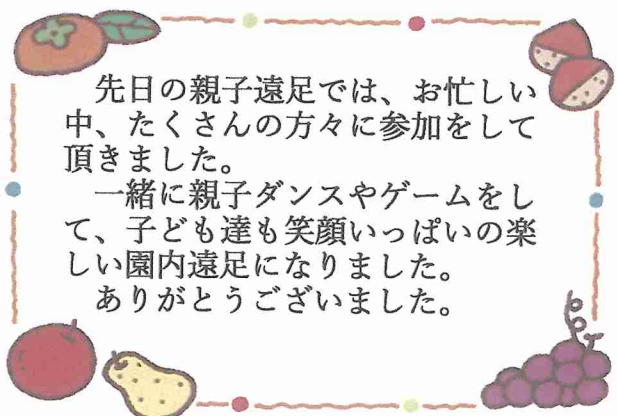 先日の親子遠足では、お忙しい
中、たくさんの方々に参加をして
頂きました。
　一緒に親子ダンスやゲームをし
て、子ども達も笑顔いっぱいの楽
しい園内遠足になりました。
　ありがとうございました。